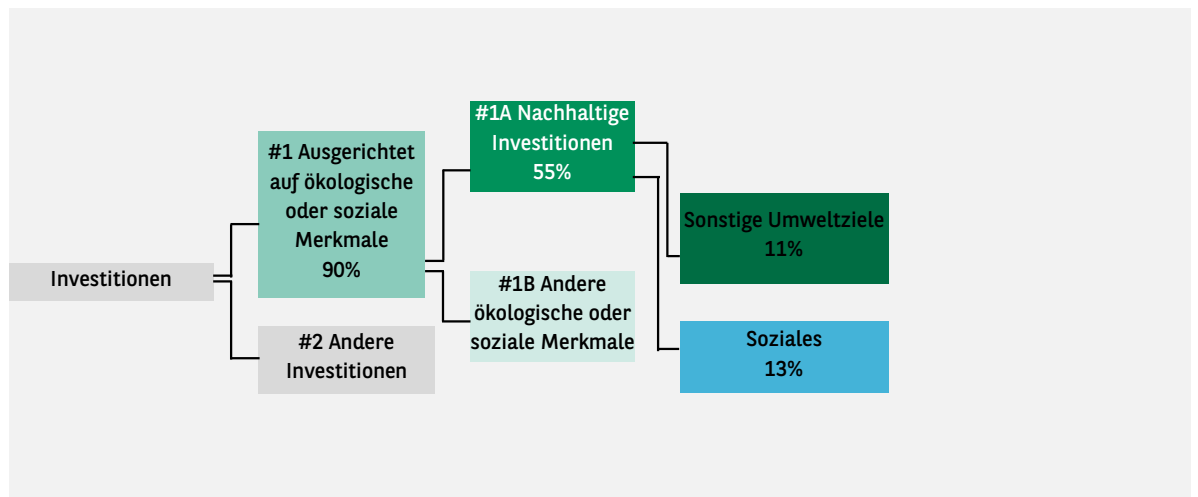 Investitionen
#1 Ausgerichtet
auf ökologische
oder soziale
Merkmale
90%
#2 Andere
Investitionen
#1A Nachhaltige
Investitionen
55%
#1B Andere
ökologische oder
soziale Merkmale
Sonstige Umweltziele
11%
Soziales
13%